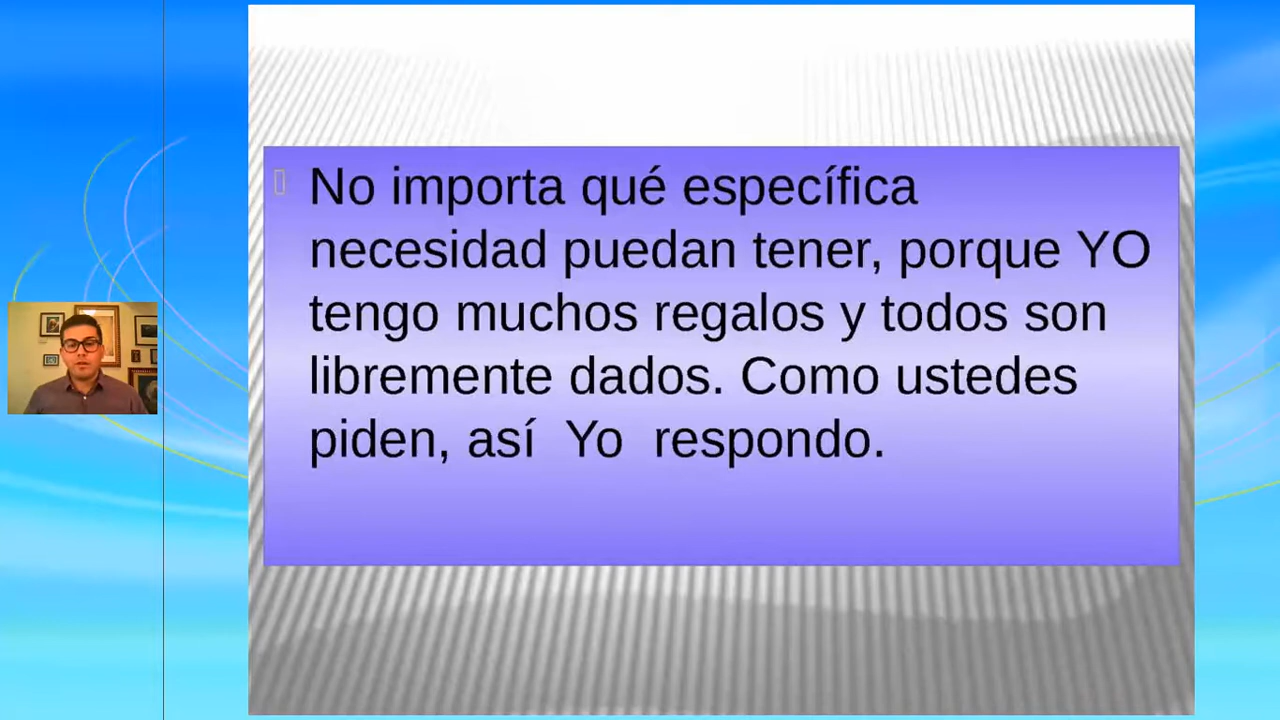 No importa qué específica
necesidad puedan tener, porque YO
tengo muchos regalos y todos son
libremente dados. Como ustedes
piden, así  Yo  respondo.